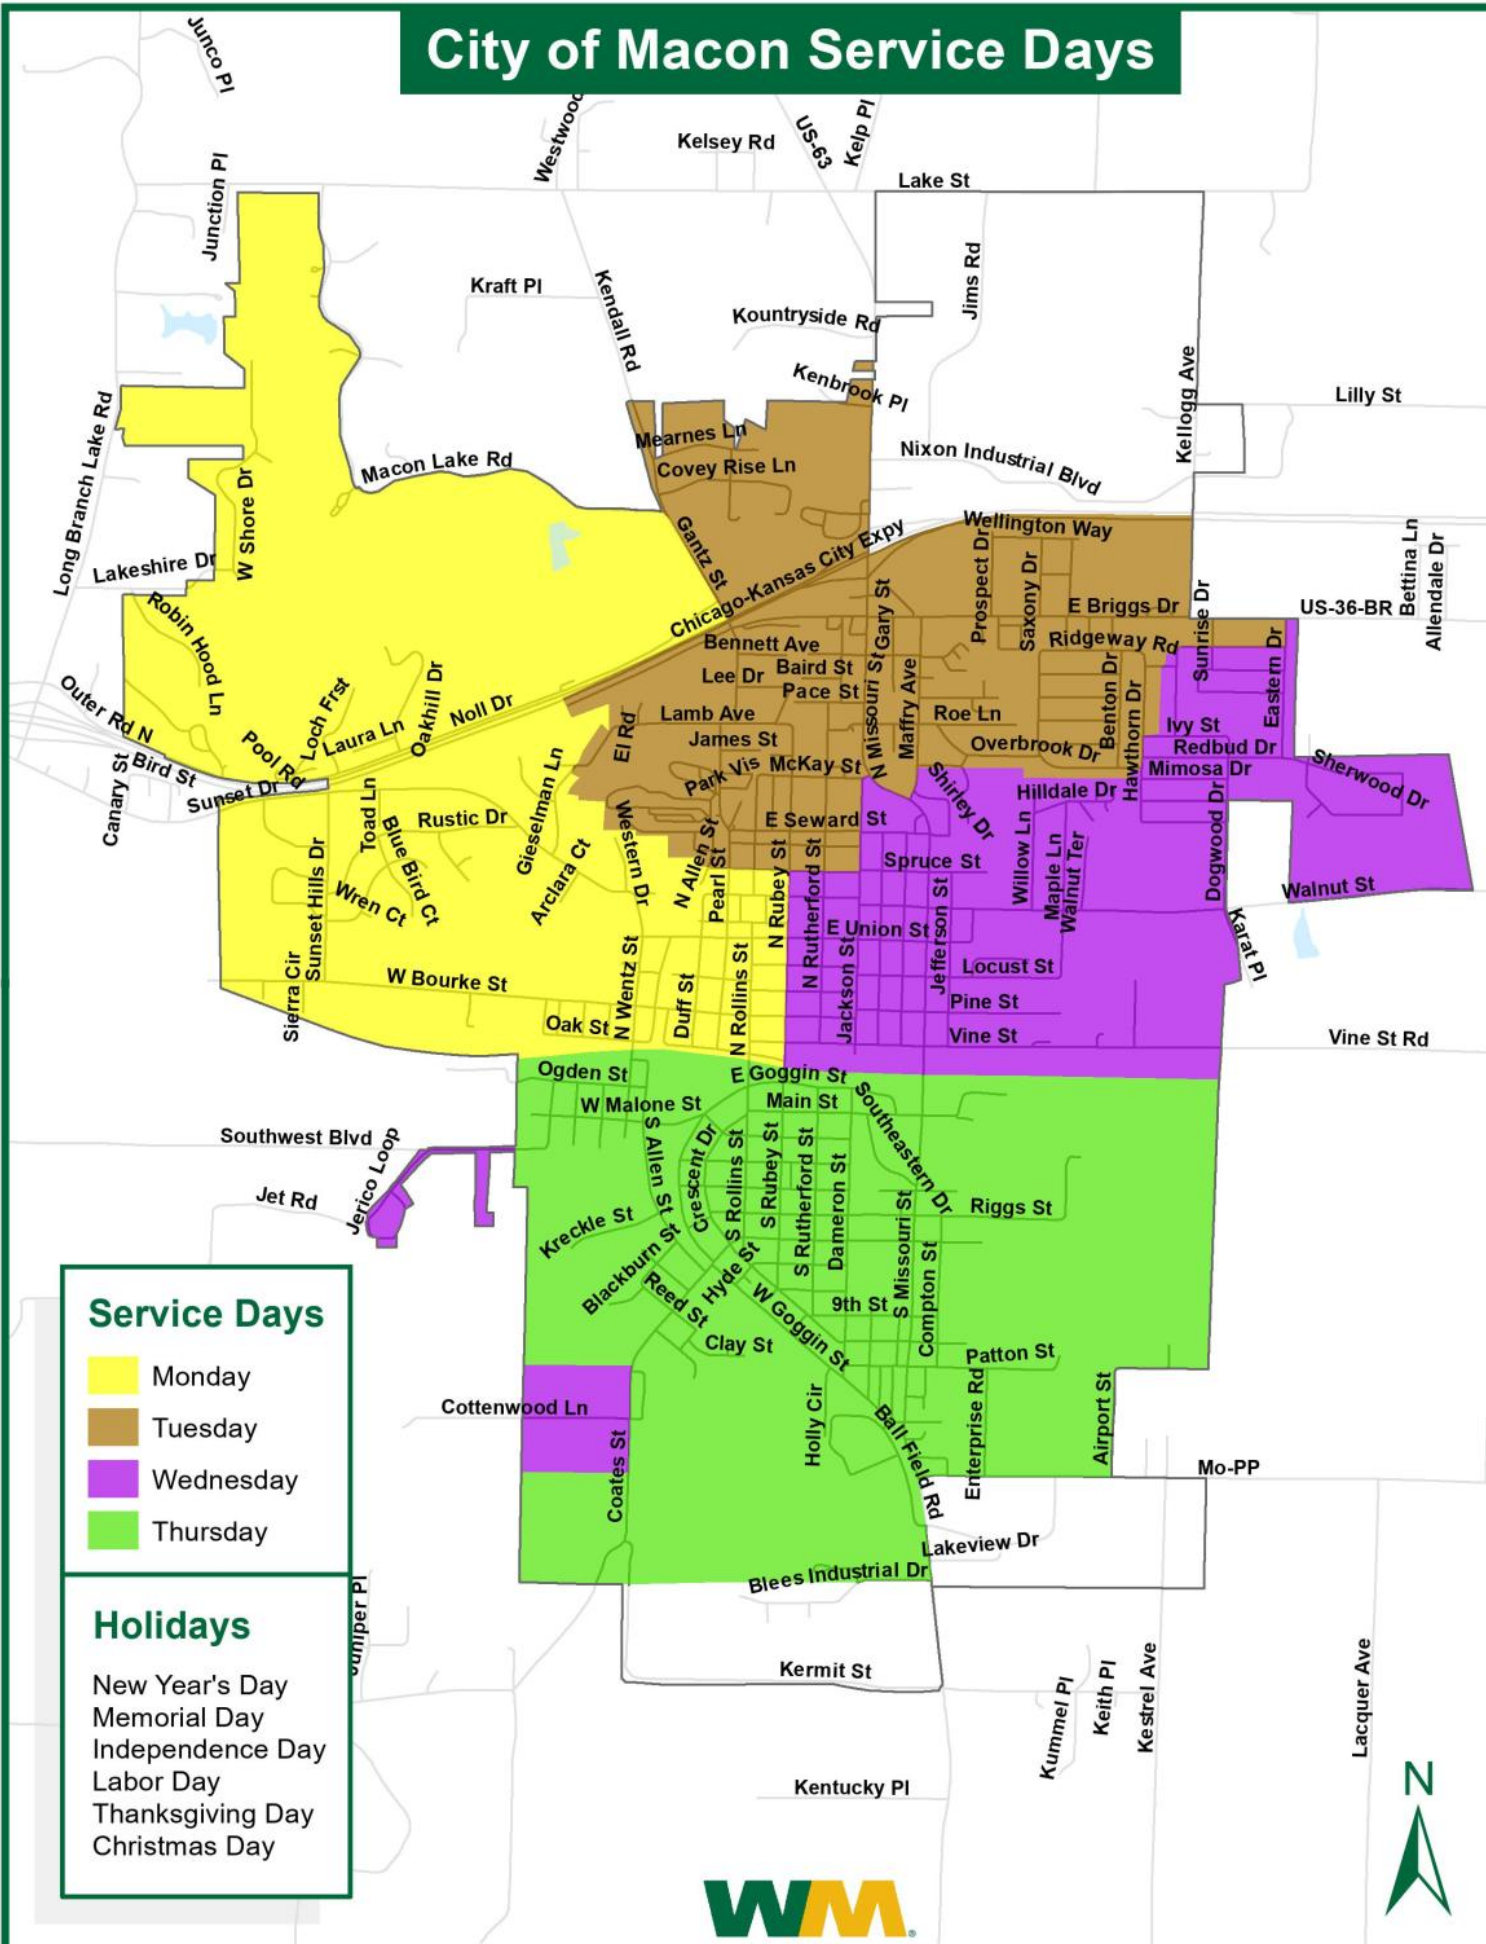 City of Macon Service Days
Junco Pl
Westwood
Kelsey Rd
US-63
Kelp Pl
Lake St
Junction Pl
Kraft Pl
Kendall Rd
Kountryside Rd
Jims Rd
Kenbrook Pl
Kellogg Ave
Lilly St
Long Branch Lake Rd
Mearnes Ln
Covey Rise Ln
Nixon Industrial Blvd
Macon Lake Rd
W Shore Dr
Gantz St
Chicago-Kansas City Expy
Wellington Way
Prospect Dr
Saxony Dr
Bettina Ln
Allendale Dr
Lakeshire Dr
Robin Hood Ln
Gary St
E Briggs Dr
US-36-BR
Sunrise Dr
Ridgeway Rd
Bennett Ave
Baird St
Lee Dr
Pace St
N Missouri St
Maffry Ave
Benton Dr
Hawthorn Dr
Eastern Dr
Outer Rd N
Loch Frst
Oakhill Dr
Noll Dr
Laura Ln
Lamb Ave
El Rd
James St
Roe Ln
Overbrook Dr
Ivy St
Redbud Dr
Mimosa Dr
Sherwood Dr
Pool Rd
Bird St
Canary St
Sunset Dr
Park Vis
McKay St
Shirley Dr
Hilldale Dr
Dogwood Dr
Toad Ln
Rustic Dr
Gieselman Ln
Western Dr
E Seward St
Blue Bird Ct
Arclara Ct
N Allen St
Pearl St
N Rubey St
N Rutherford St
Spruce St
Willow Ln
Maple Ln
Walnut Ter
Walnut St
Wren Ct
Sunset Hills Dr
Sierra Cir
W Bourke St
N Wentz St
Duff St
N Rollins St
E Union St
Jackson St
Jefferson St
Locust St
Karat Pl
Pine St
Oak St
Vine St
Vine St Rd
Ogden St
E Goggin St
W Malone St
Main St
Southeastern Dr
Southwest Blvd
Jerico Loop
Jet Rd
S Allen St
Crescent Dr
S Rollins St
S Rubey St
S Rutherford St
Dameron St
S Missouri St
Compton St
Riggs St
Kreckle St
Blackburn St
Reed St
Hyde St
W Goggin St
9th St
Clay St
Patton St
Cottenwood Ln
Coates St
Holly Cir
Ball Field Rd
Enterprise Rd
Airport St
Mo-PP
Lakeview Dr
Blees Industrial Dr
Kermit St
Juniper Pl
Kummel Pl
Keith Pl
Kestrel Ave
Lacquer Ave
Kentucky Pl
Service Days
Monday
Tuesday
Wednesday
Thursday
Holidays
New Year's Day
Memorial Day
Independence Day
Labor Day
Thanksgiving Day
Christmas Day
N
WM